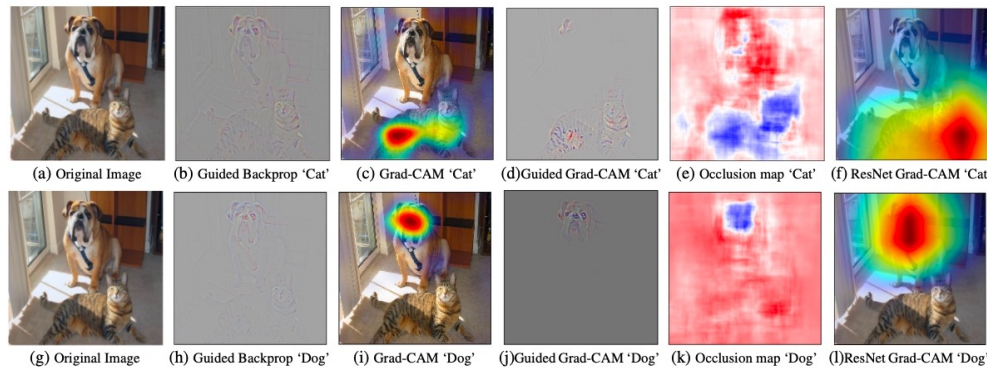 (a) Original Image
(b) Guided Backprop ‘Cat’
(c) Grad-CAM ‘Cat’
(d)Guided Grad-CAM ‘Cat’
(e) Occlusion map ‘Cat’
(f) ResNet Grad-CAM ‘Cat’
(g) Original Image
(h) Guided Backprop ‘Dog’
(i) Grad-CAM ‘Dog’
(j)Guided Grad-CAM ‘Dog’
(k) Occlusion map ‘Dog’
(l)ResNet Grad-CAM ‘Dog’